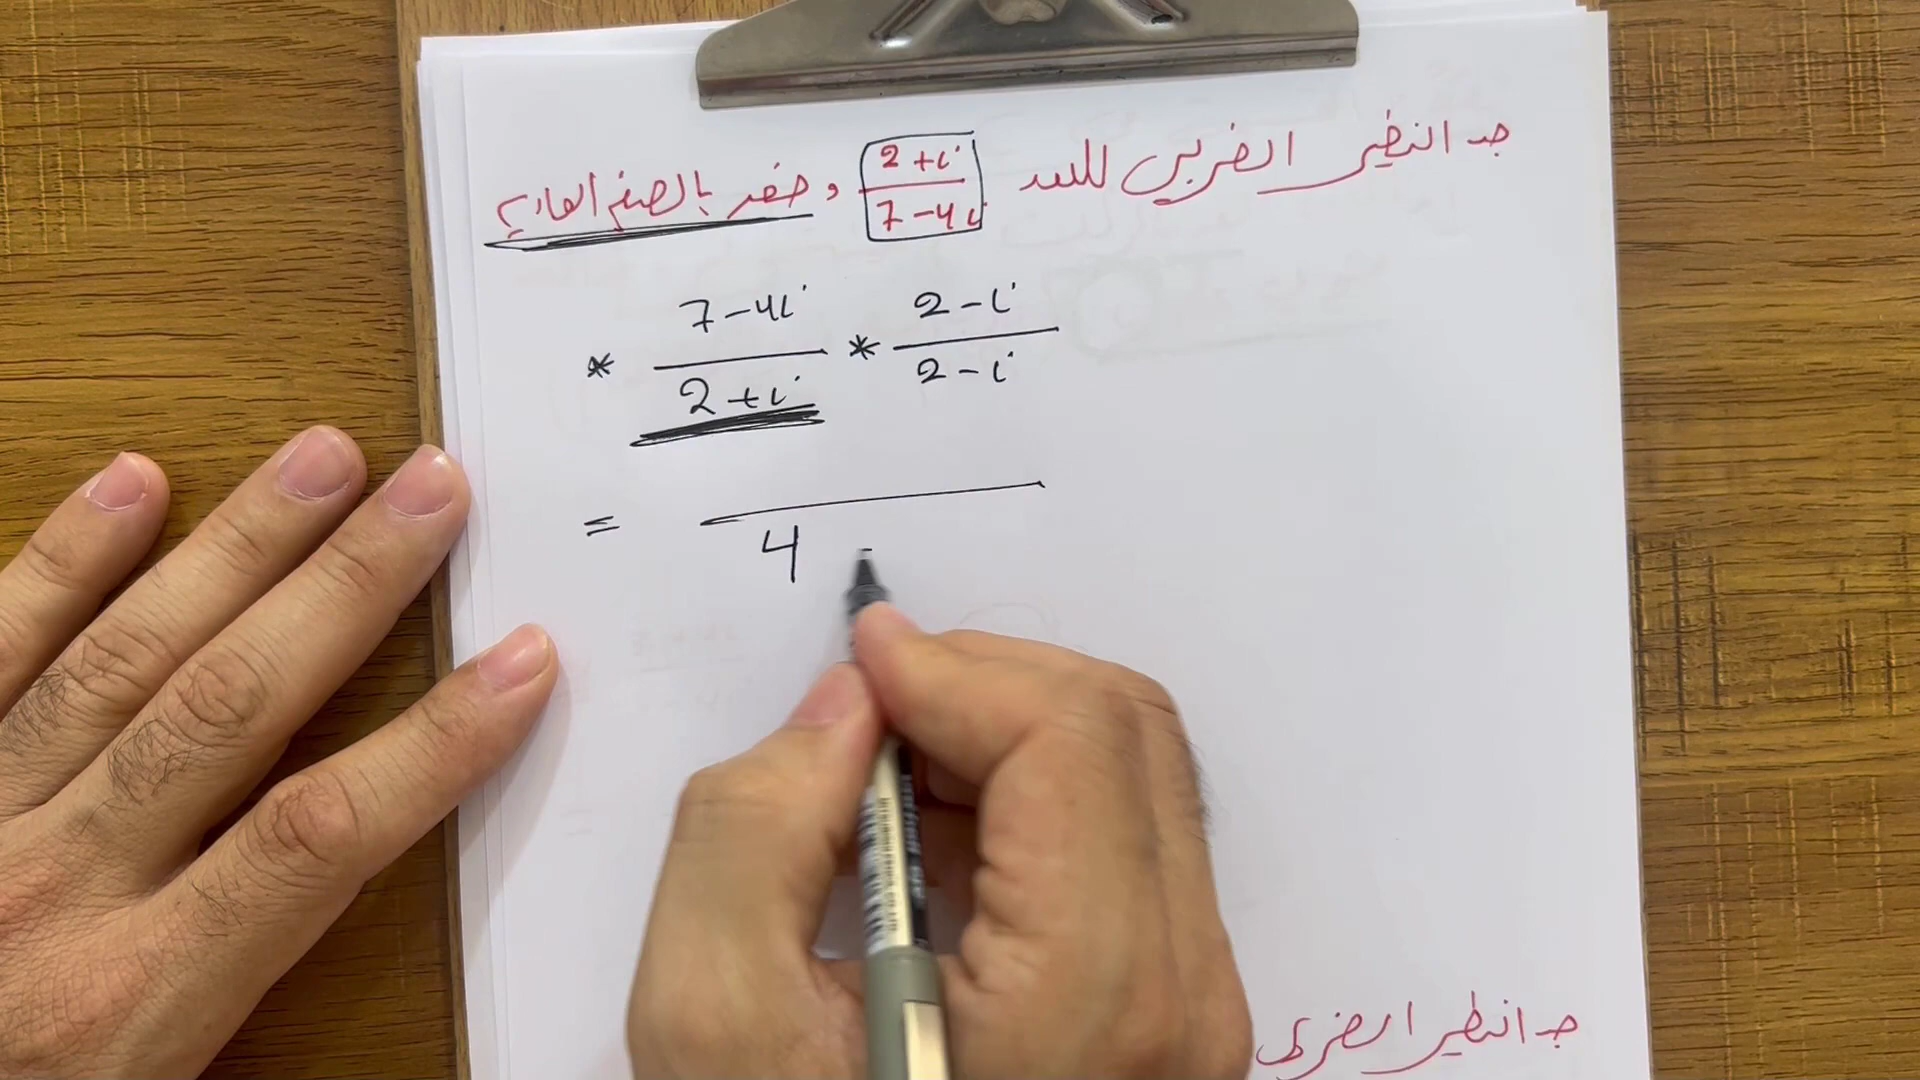 جد النظير الضربي للعدد 2+i / 7-4i وضعه بالصيغة العادية
* 7-4i / 2+i * 2-i / 2-i
= / 4 -
جد النظير الضربي